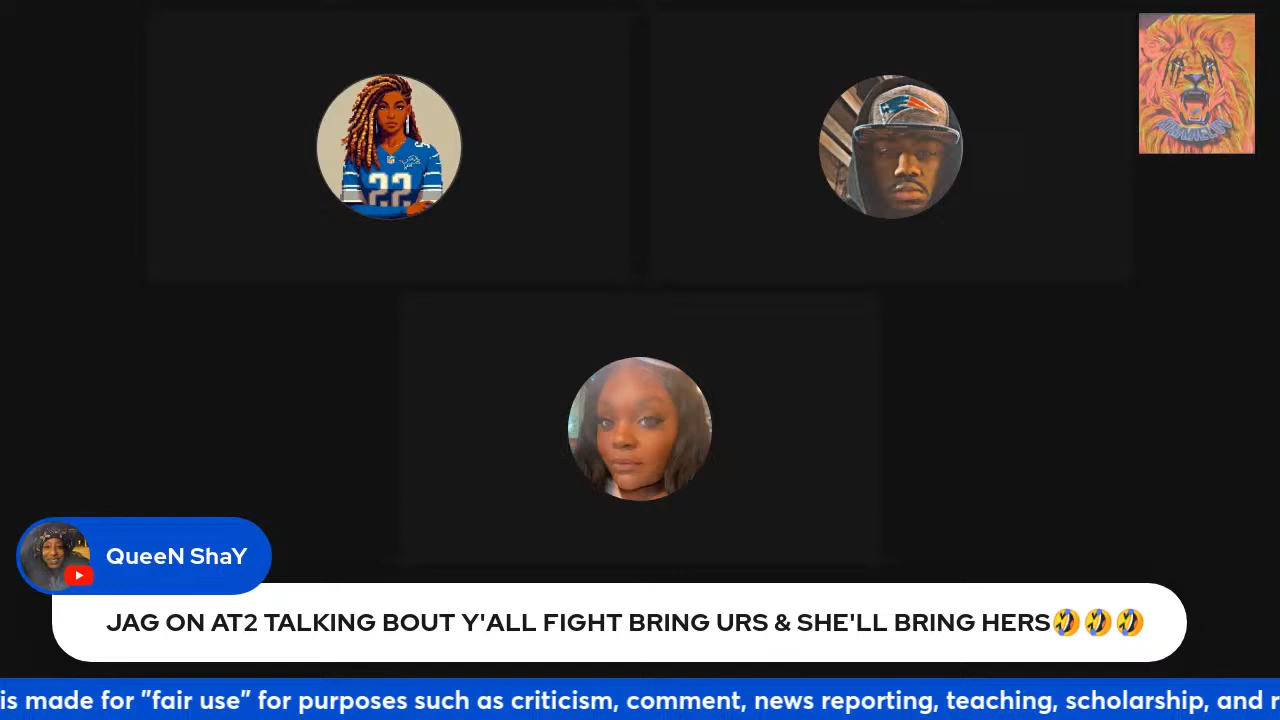 22
QueeN ShaY
JAG ON AT2 TALKING BOUT Y'ALL FIGHT BRING URS & SHE'LL BRING HERS🤣🤣🤣
is made for "fair use" for purposes such as criticism, comment, news reporting, teaching, scholarship, and